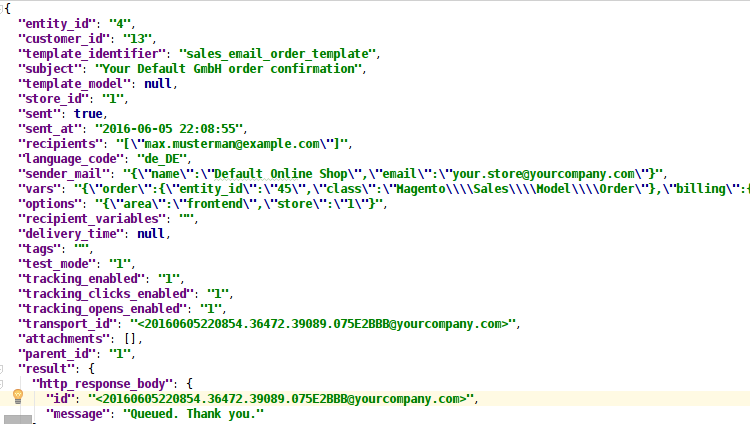 {
"entity_id": "4",
"customer_id": "13",
"template_identifier": "sales_email_order_template",
"subject": "Your Default GmbH order confirmation",
"template_model": null,
"store_id": "1",
"sent": true,
"sent_at": "2016-06-05 22:08:55",
"recipients": "[\"max.musterman@example.com\"]",
"language_code": "de_DE",
"sender_mail": "{\"name\":\"Default Online Shop\",\"email\":\"your.store@yourcompany.com\"}",
"vars": "{\"order\":{\"entity_id\":\"45\",\"class\":\"Magento\\\\Sales\\\\Model\\\\Order\"},\"billing\":{
"options": "{\"area\":\"frontend\",\"store\":\"1\"}",
"recipient_variables": "",
"delivery_time": null,
"tags": "",
"test_mode": "1",
"tracking_enabled": "1",
"tracking_clicks_enabled": "1",
"tracking_opens_enabled": "1",
"transport_id": "<20160605220854.36472.39089.075E2BBB@yourcompany.com>",
"attachments": [],
"parent_id": "1",
"result": {
"http_response_body": {
"id": "<20160605220854.36472.39089.075E2BBB@yourcompany.com>",
"message": "Queued. Thank you."